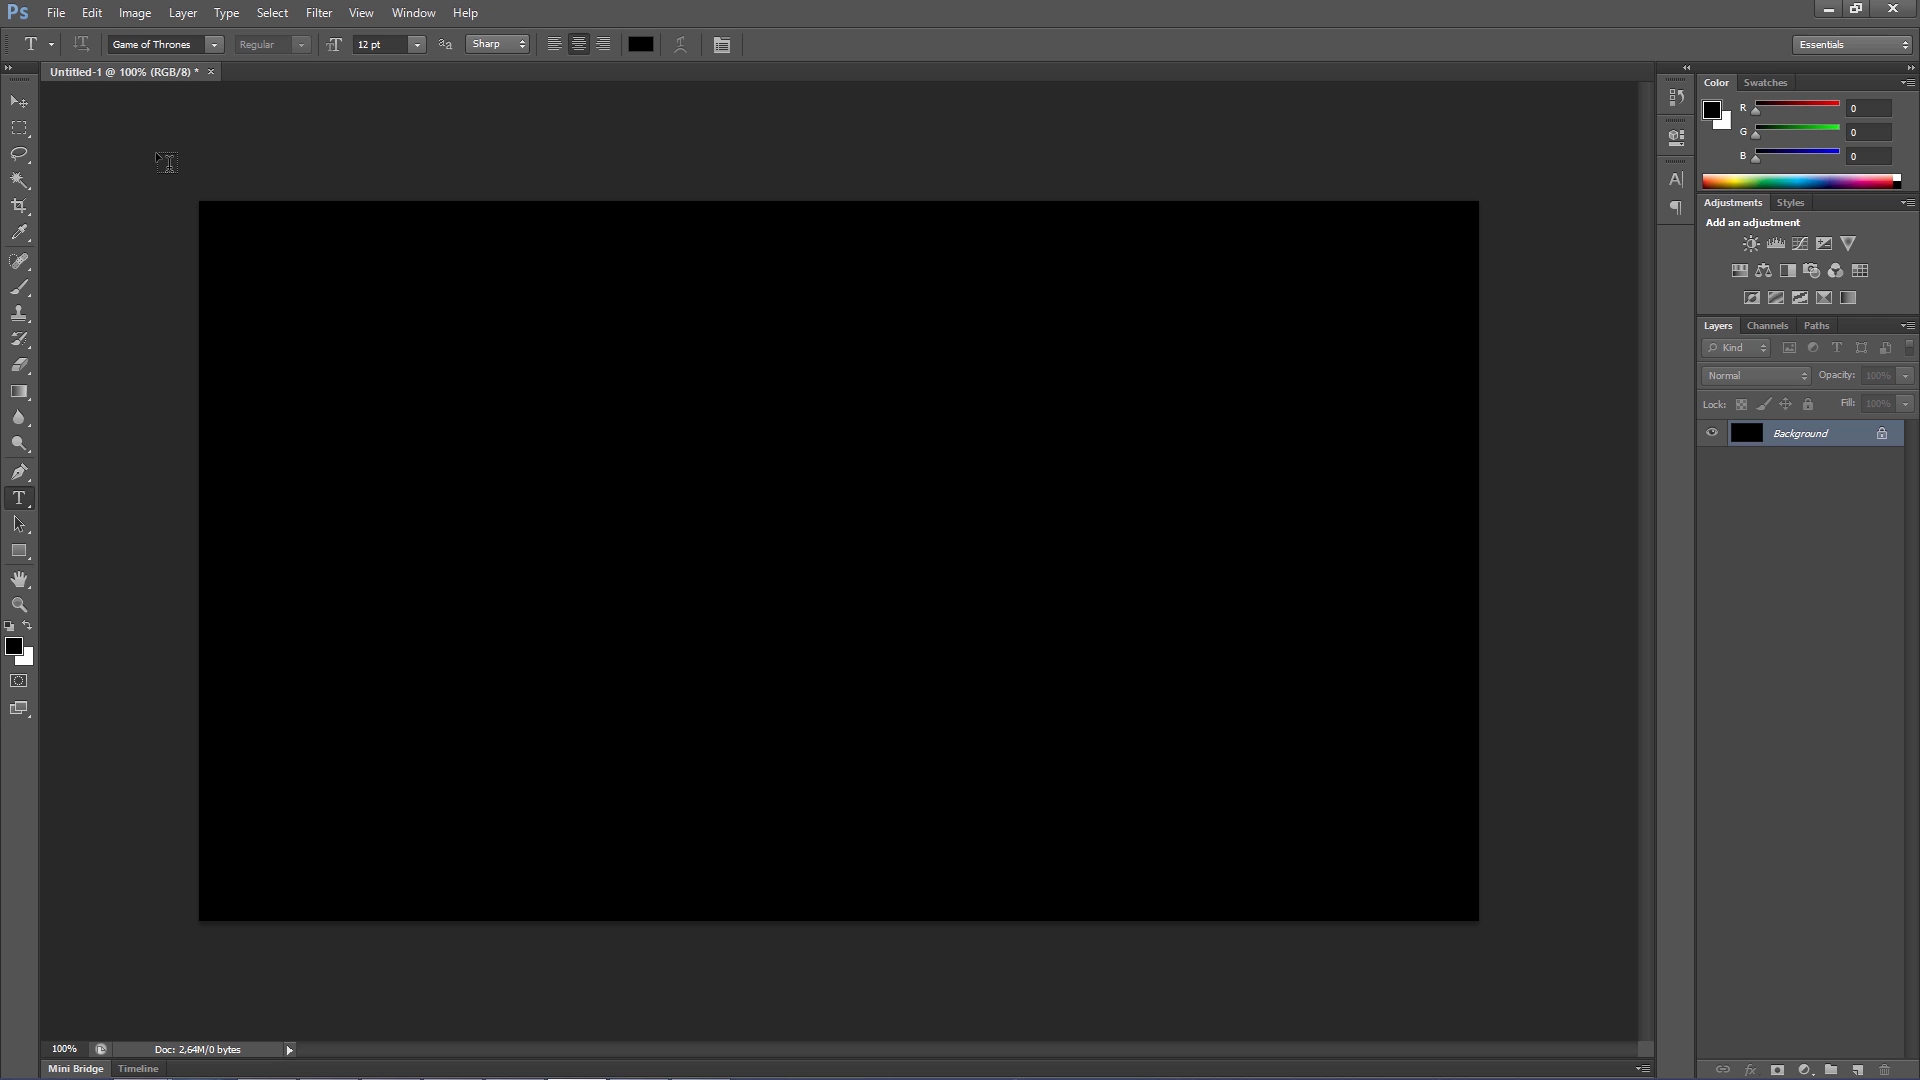 Ps File Edit Image Layer Type Select Filter View Window Help
T Game of Thrones Regular 12 pt Sharp Essentials
Untitled-1 @ 100% (RGB/8) * ×
Color Swatches
R 0
G 0
B 0
Adjustments Styles
Add an adjustment
Layers Channels Paths
Kind
Normal Opacity: 100%
Lock: Fill: 100%
Background
100% Doc: 2,64M/0 bytes
Mini Bridge Timeline